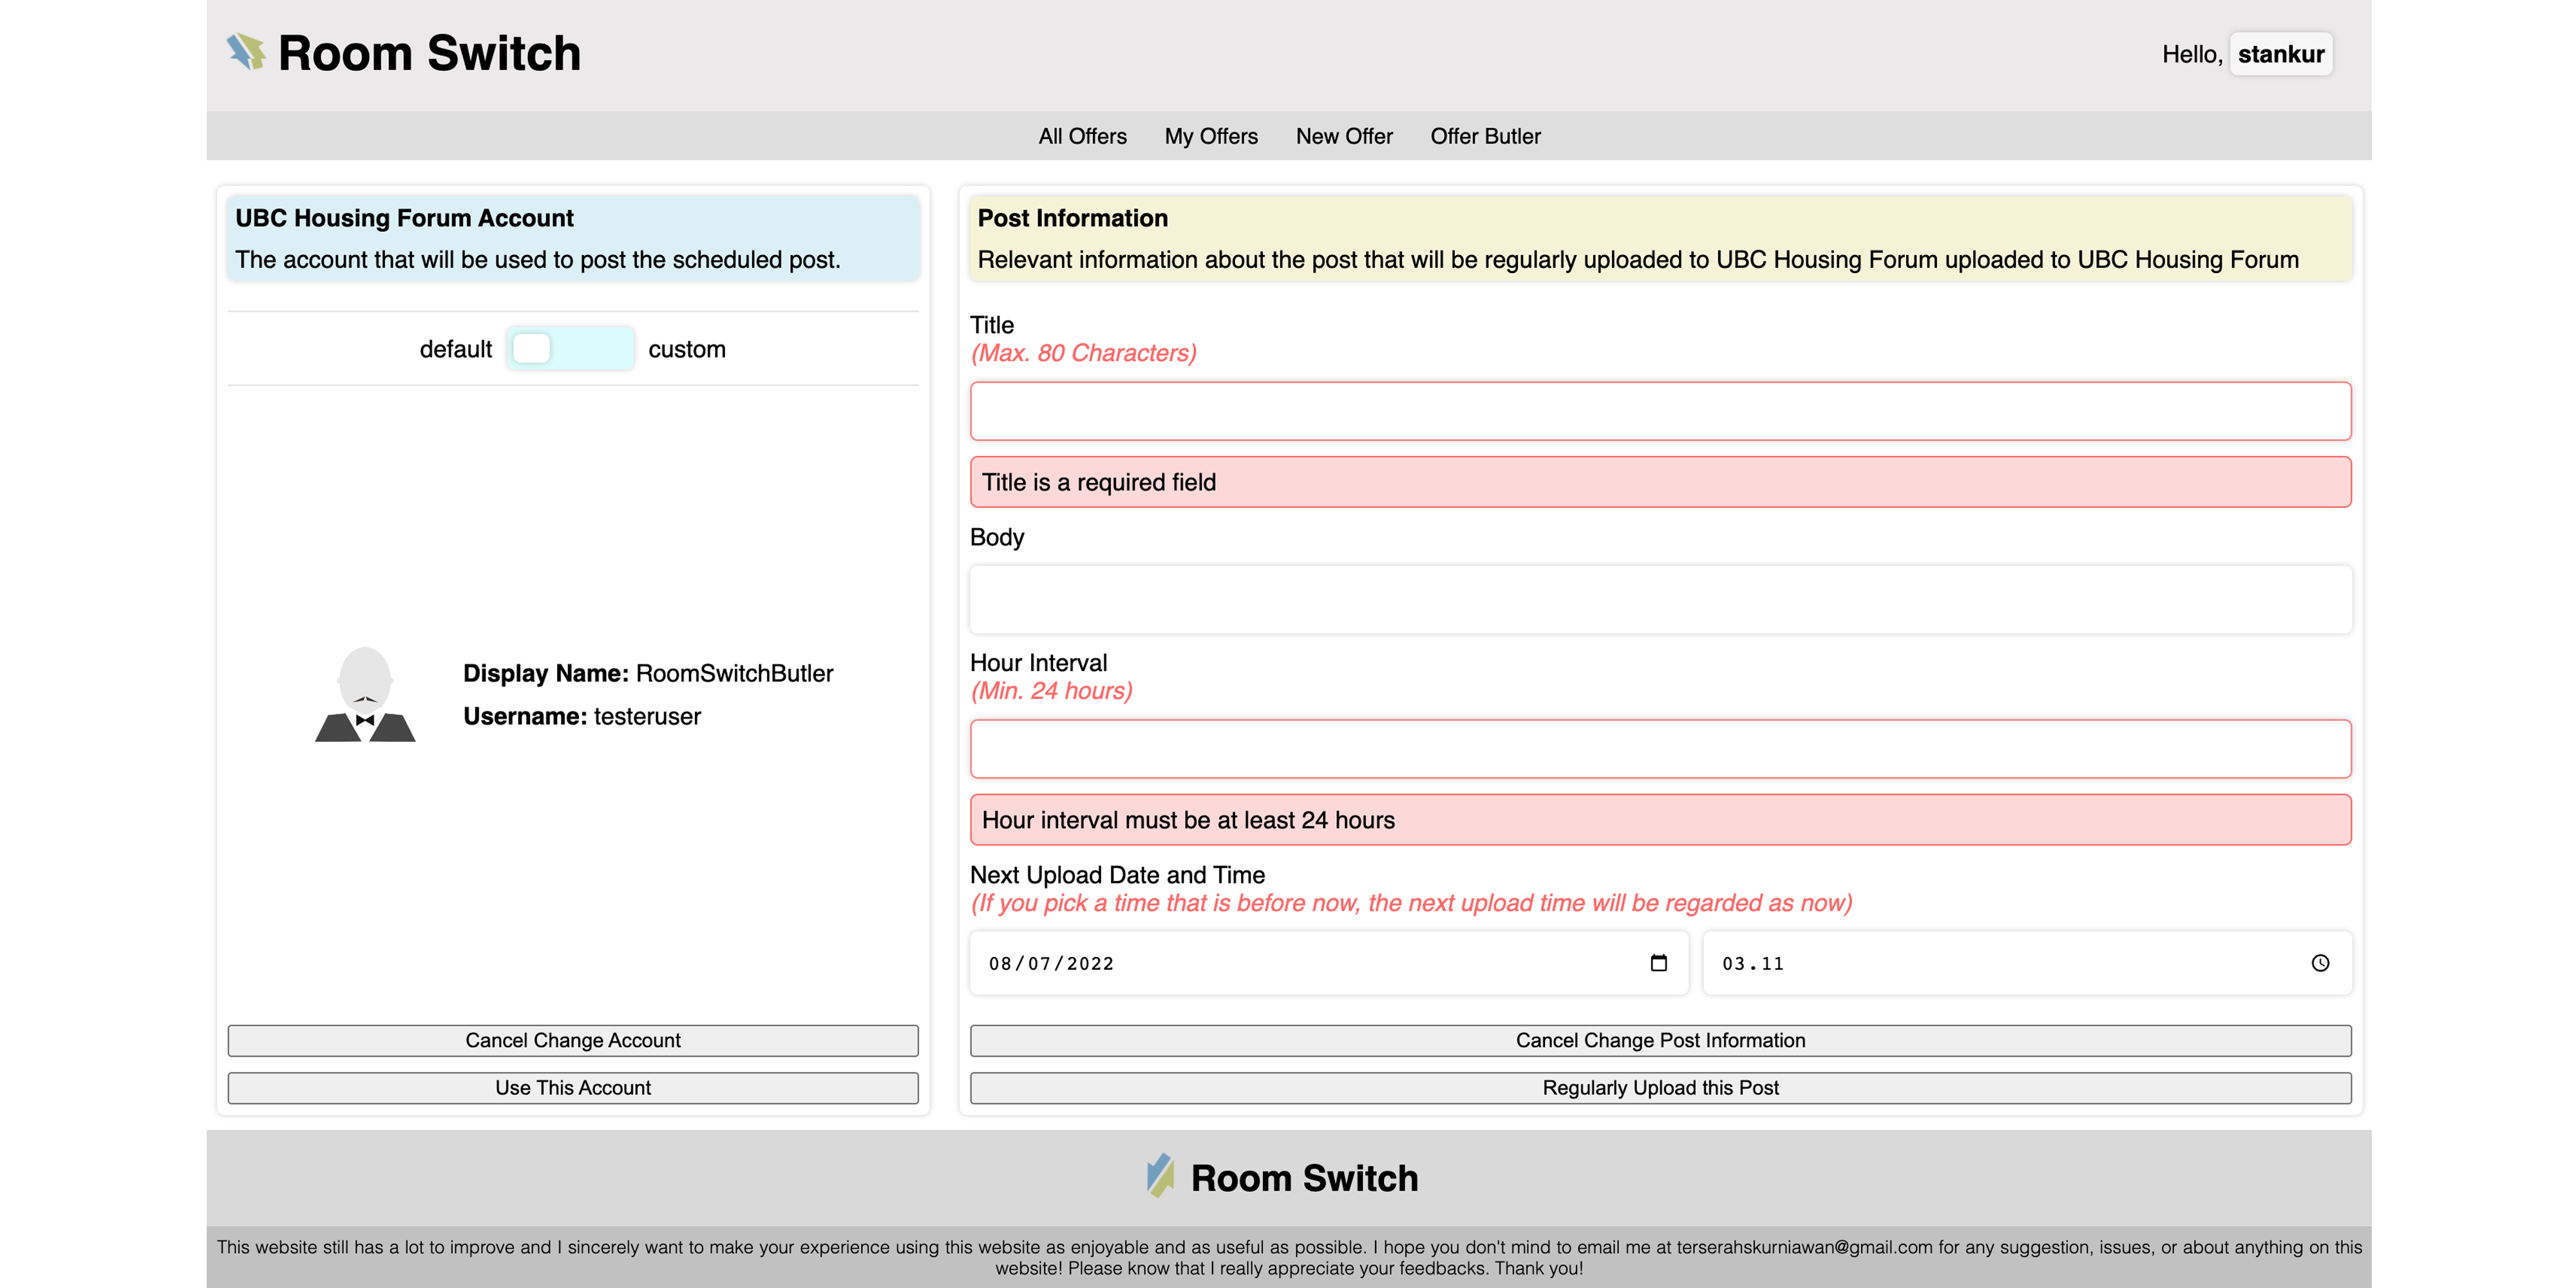 Room Switch
Hello, stankur
All Offers My Offers New Offer Offer Butler
UBC Housing Forum Account
The account that will be used to post the scheduled post.
default custom
Display Name: RoomSwitchButler
Username: testeruser
Cancel Change Account
Use This Account
Post Information
Relevant information about the post that will be regularly uploaded to UBC Housing Forum uploaded to UBC Housing Forum
Title
(Max. 80 Characters)
Title is a required field
Body
Hour Interval
(Min. 24 hours)
Hour interval must be at least 24 hours
Next Upload Date and Time
(If you pick a time that is before now, the next upload time will be regarded as now)
08/07/2022 03.11
Cancel Change Post Information
Regularly Upload this Post
Room Switch
This website still has a lot to improve and I sincerely want to make your experience using this website as enjoyable and as useful as possible. I hope you don't mind to email me at terserahskurniawan@gmail.com for any suggestion, issues, or about anything on this
website! Please know that I really appreciate your feedbacks. Thank you!